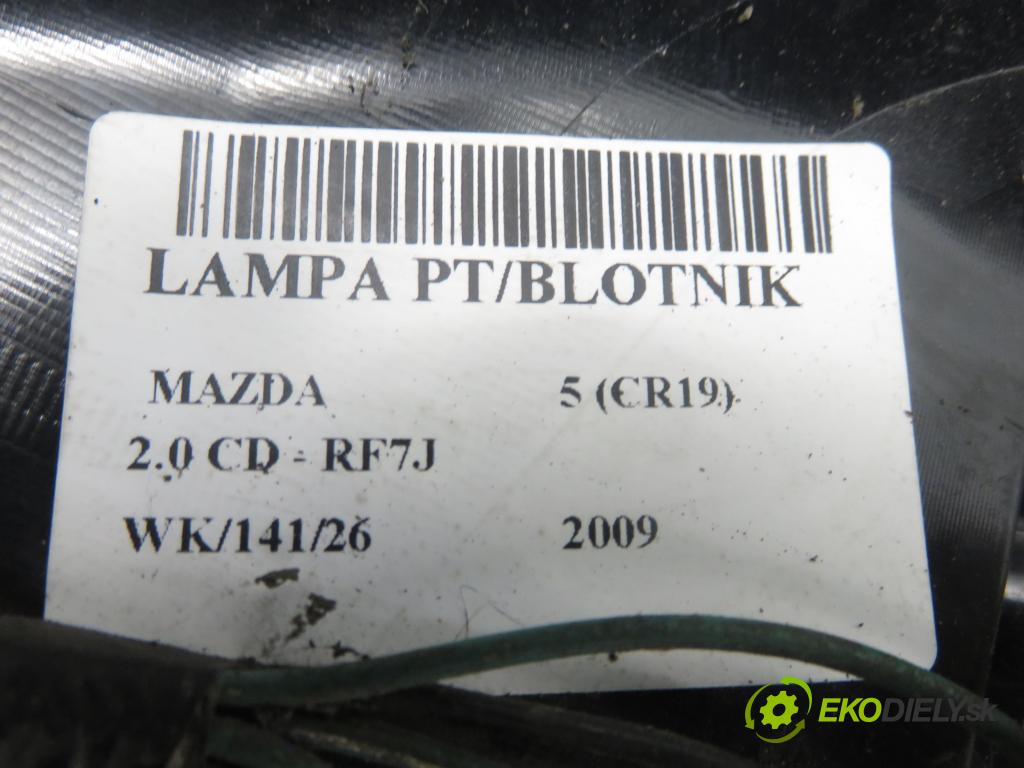 LAMPA PT/BLOTNIK
MAZDA 5 (CR19)
2.0 CD - RF7J
WK/141/26 2009
EKODIELY.sk